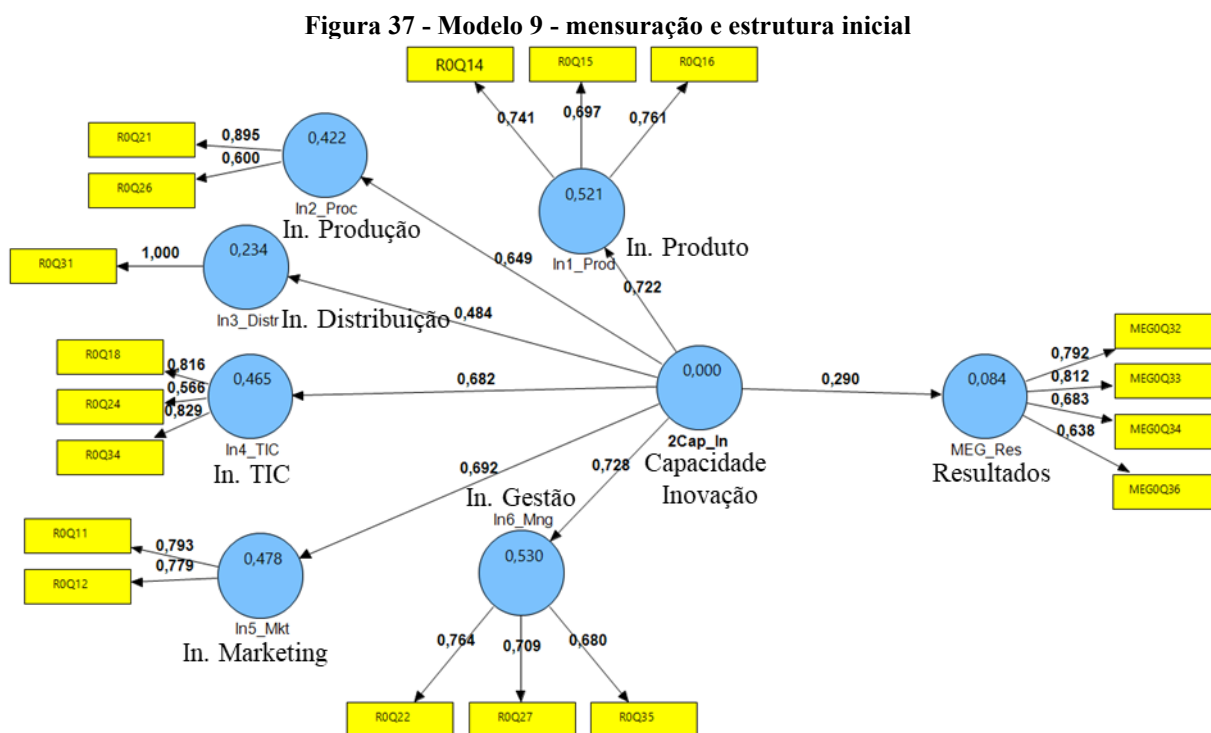 Figura 37 - Modelo 9 - mensuração e estrutura inicial
R0Q14
R0Q15
R0Q16
0,741
0,697
0,761
0,521
In1_Prod
In. Produto
0,722
R0Q21
R0Q26
0,895
0,600
0,422
In2_Proc
In. Produção
0,649
R0Q31
1,000
0,234
In3_Distr
In. Distribuição
0,484
R0Q18
R0Q24
R0Q34
0,816
0,566
0,829
0,465
In4_TIC
In. TIC
0,682
R0Q11
R0Q12
0,793
0,779
0,478
In5_Mkt
In. Marketing
0,692
In. Gestão
In6_Mng
0,530
0,728
0,764
0,709
0,680
R0Q22
R0Q27
R0Q35
0,000
2Cap_In
Capacidade
Inovação
0,290
0,084
MEG_Res
Resultados
0,792
0,812
0,683
0,638
MEG0Q32
MEG0Q33
MEG0Q34
MEG0Q36